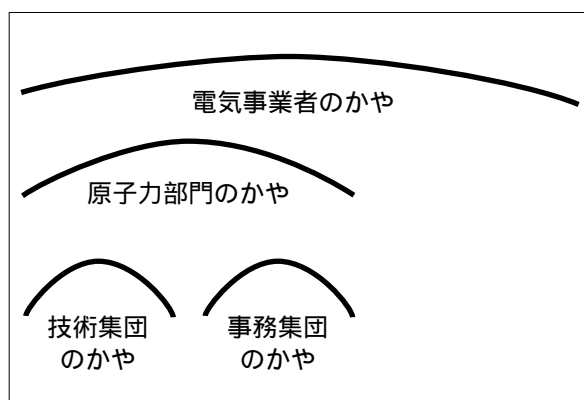 電気事業者のかや
原子力部門のかや
技術集団
のかや
事務集団
のかや